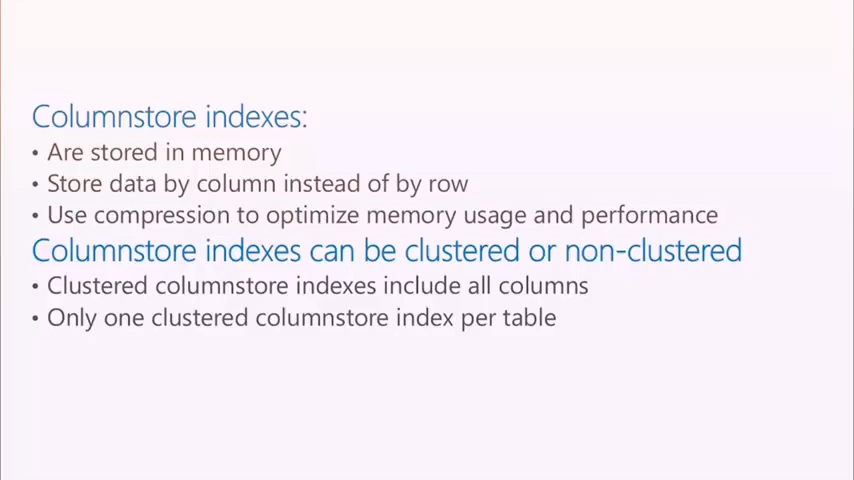 Columnstore indexes:
• Are stored in memory
• Store data by column instead of by row
• Use compression to optimize memory usage and performance
Columnstore indexes can be clustered or non-clustered
• Clustered columnstore indexes include all columns
• Only one clustered columnstore index per table